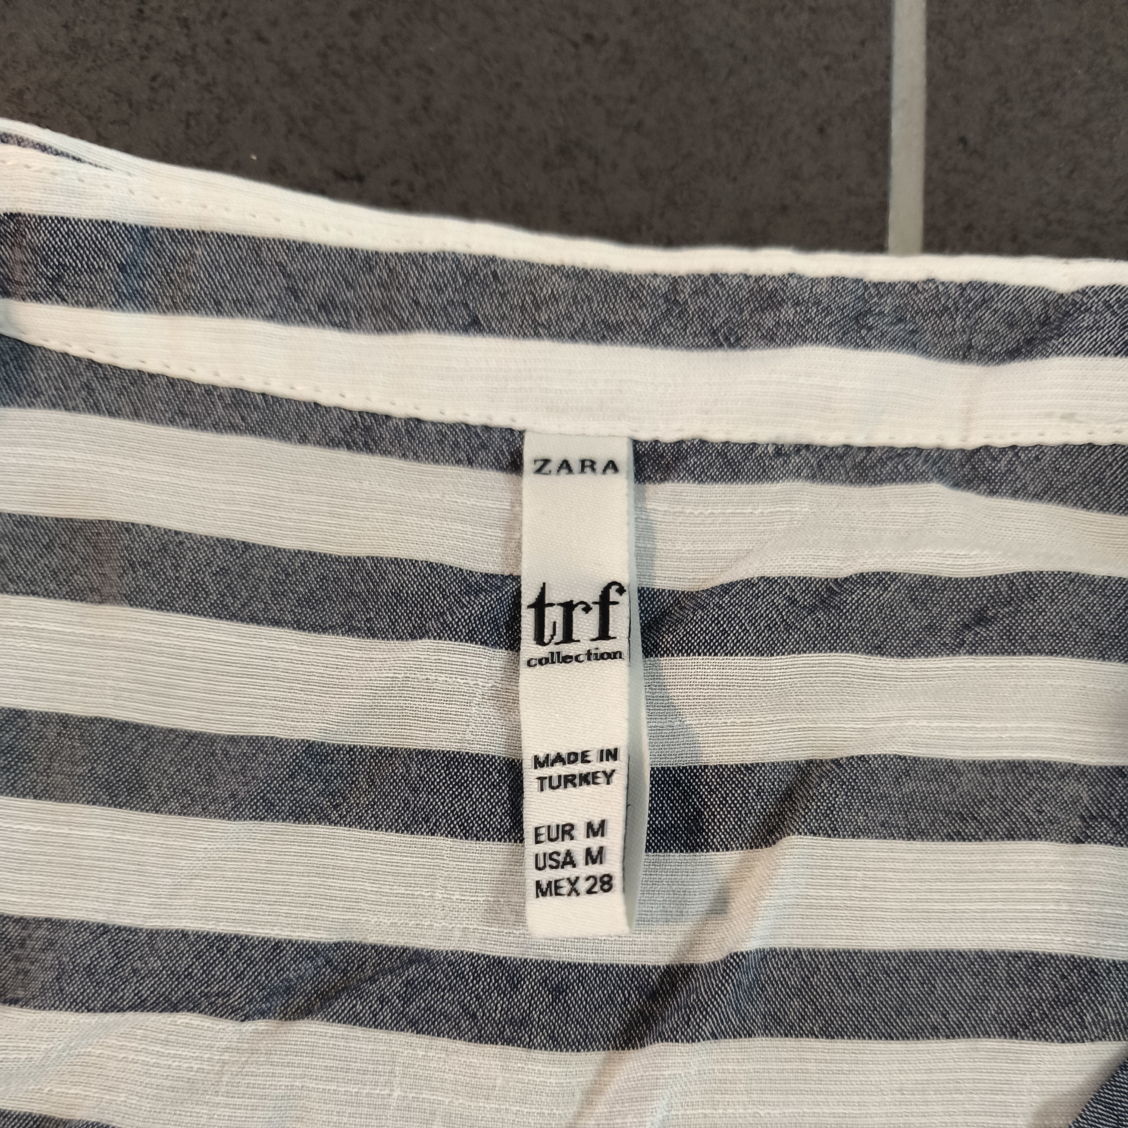 ZARA
trf
collection
MADE IN
TURKEY
EUR M
USA M
MEX 28